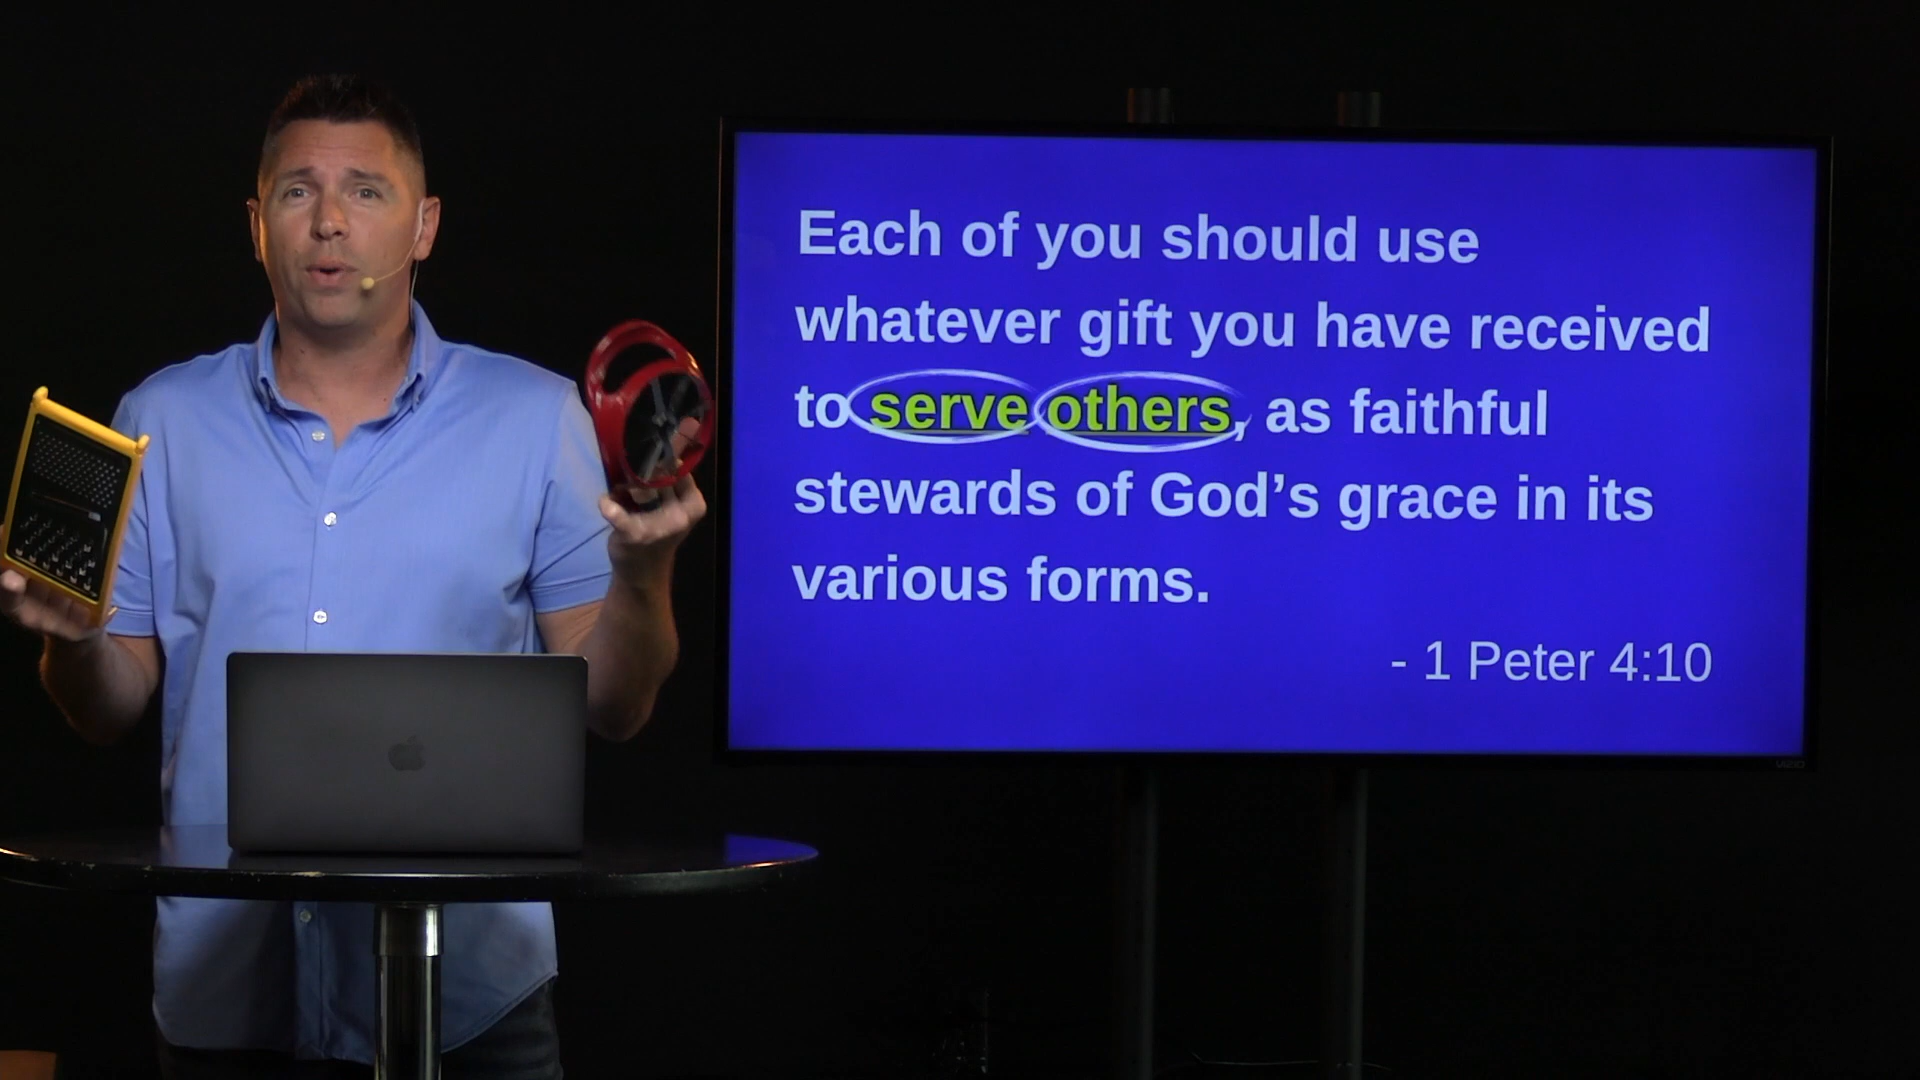 Each of you should use
whatever gift you have received
to serve others, as faithful
stewards of God’s grace in its
various forms.
- 1 Peter 4:10
VIZIO